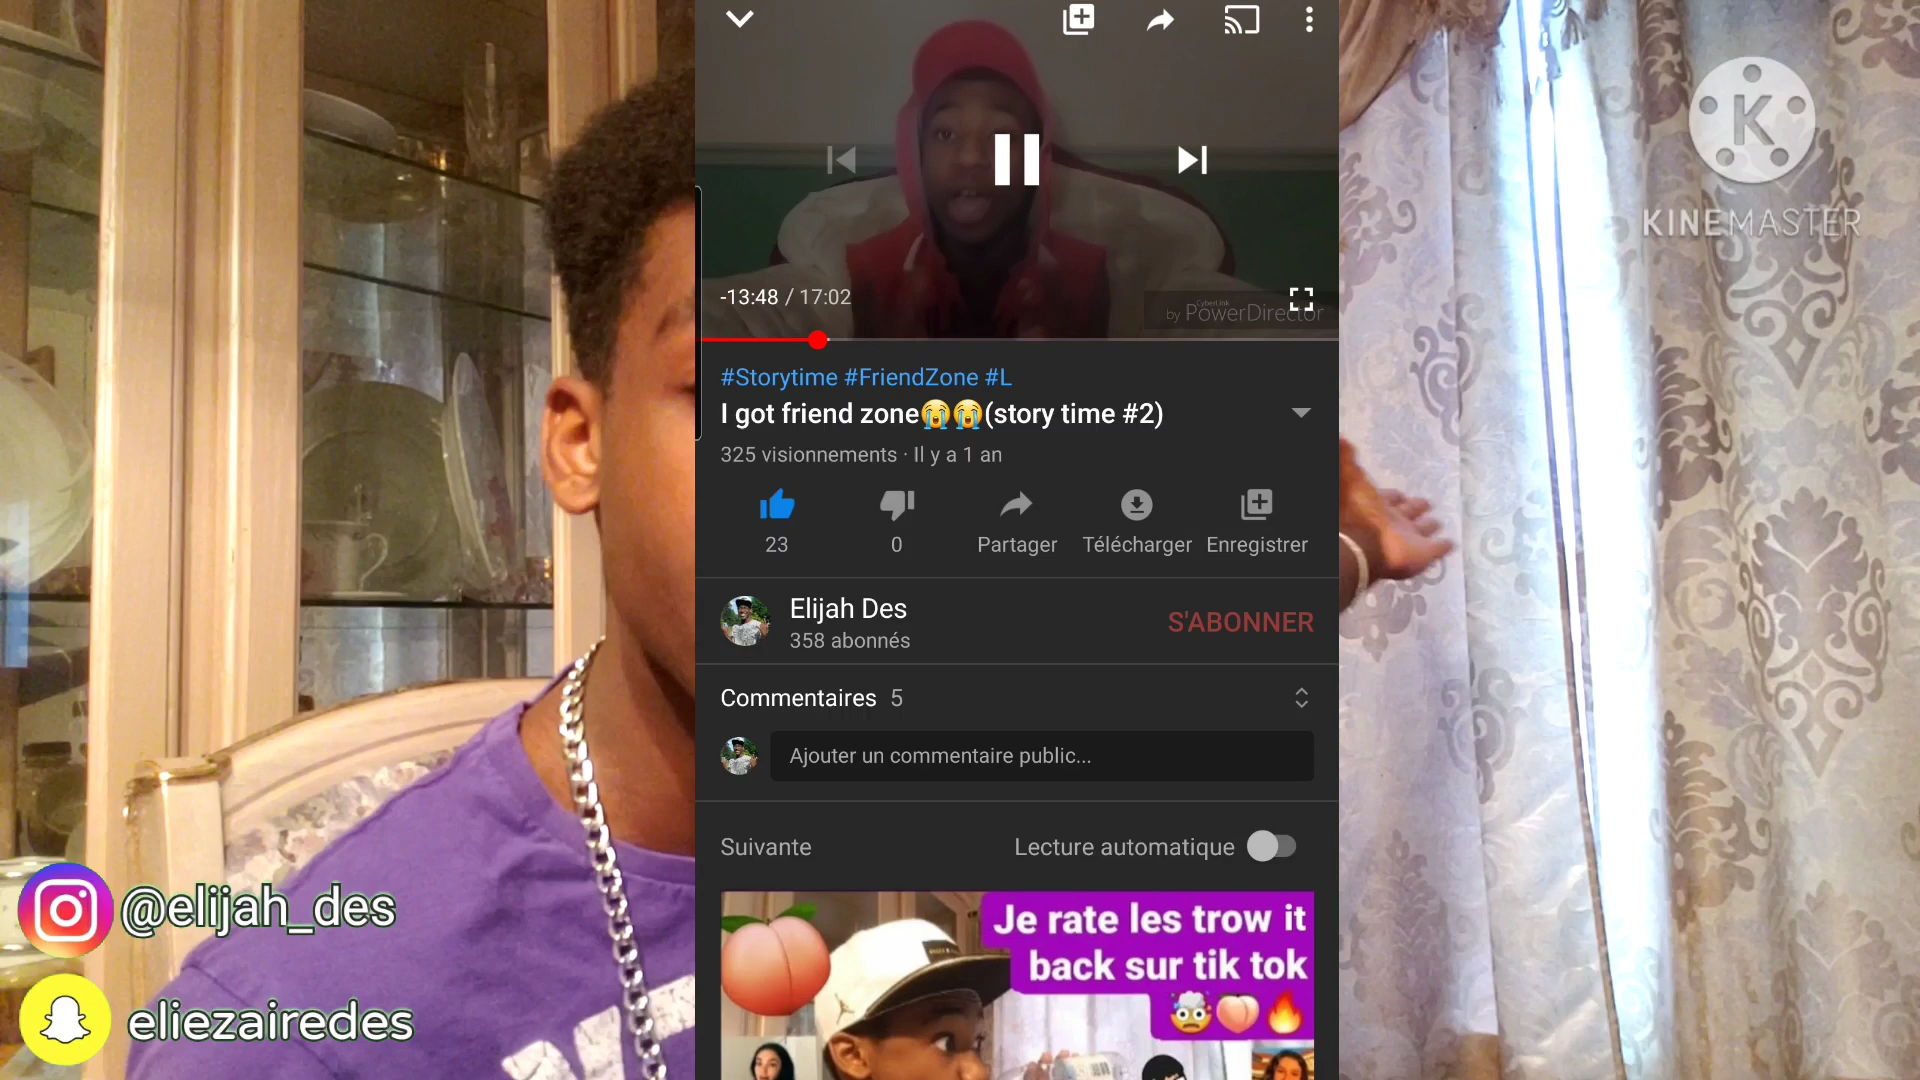 -13:48 / 17:02
CyberLink
by PowerDirector
#Storytime #FriendZone #L
I got friend zone😭😭(story time #2)
325 visionnements · Il y a 1 an
23
0
Partager
Télécharger
Enregistrer
Elijah Des
358 abonnés
S'ABONNER
Commentaires 5
Ajouter un commentaire public...
Suivante
Lecture automatique
Je rate les trow it
back sur tik tok
🤯🍑🔥
@elijah_des
eliezairedes
K
KINEMASTER